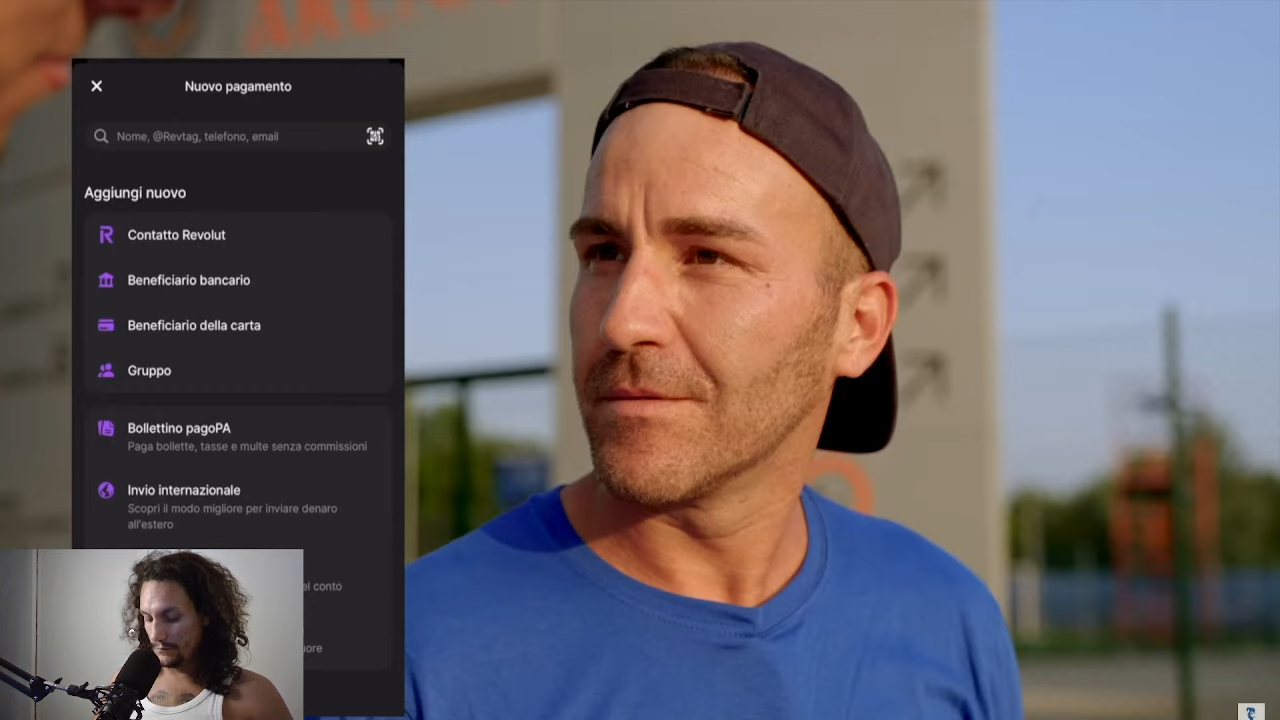 Nuovo pagamento
Nome, @Revtag, telefono, email
Aggiungi nuovo
Contatto Revolut
Beneficiario bancario
Beneficiario della carta
Gruppo
Bollettino pagoPA
Paga bollette, tasse e multe senza commissioni
Invio internazionale
Scopri il modo migliore per inviare denaro
all'estero
conto